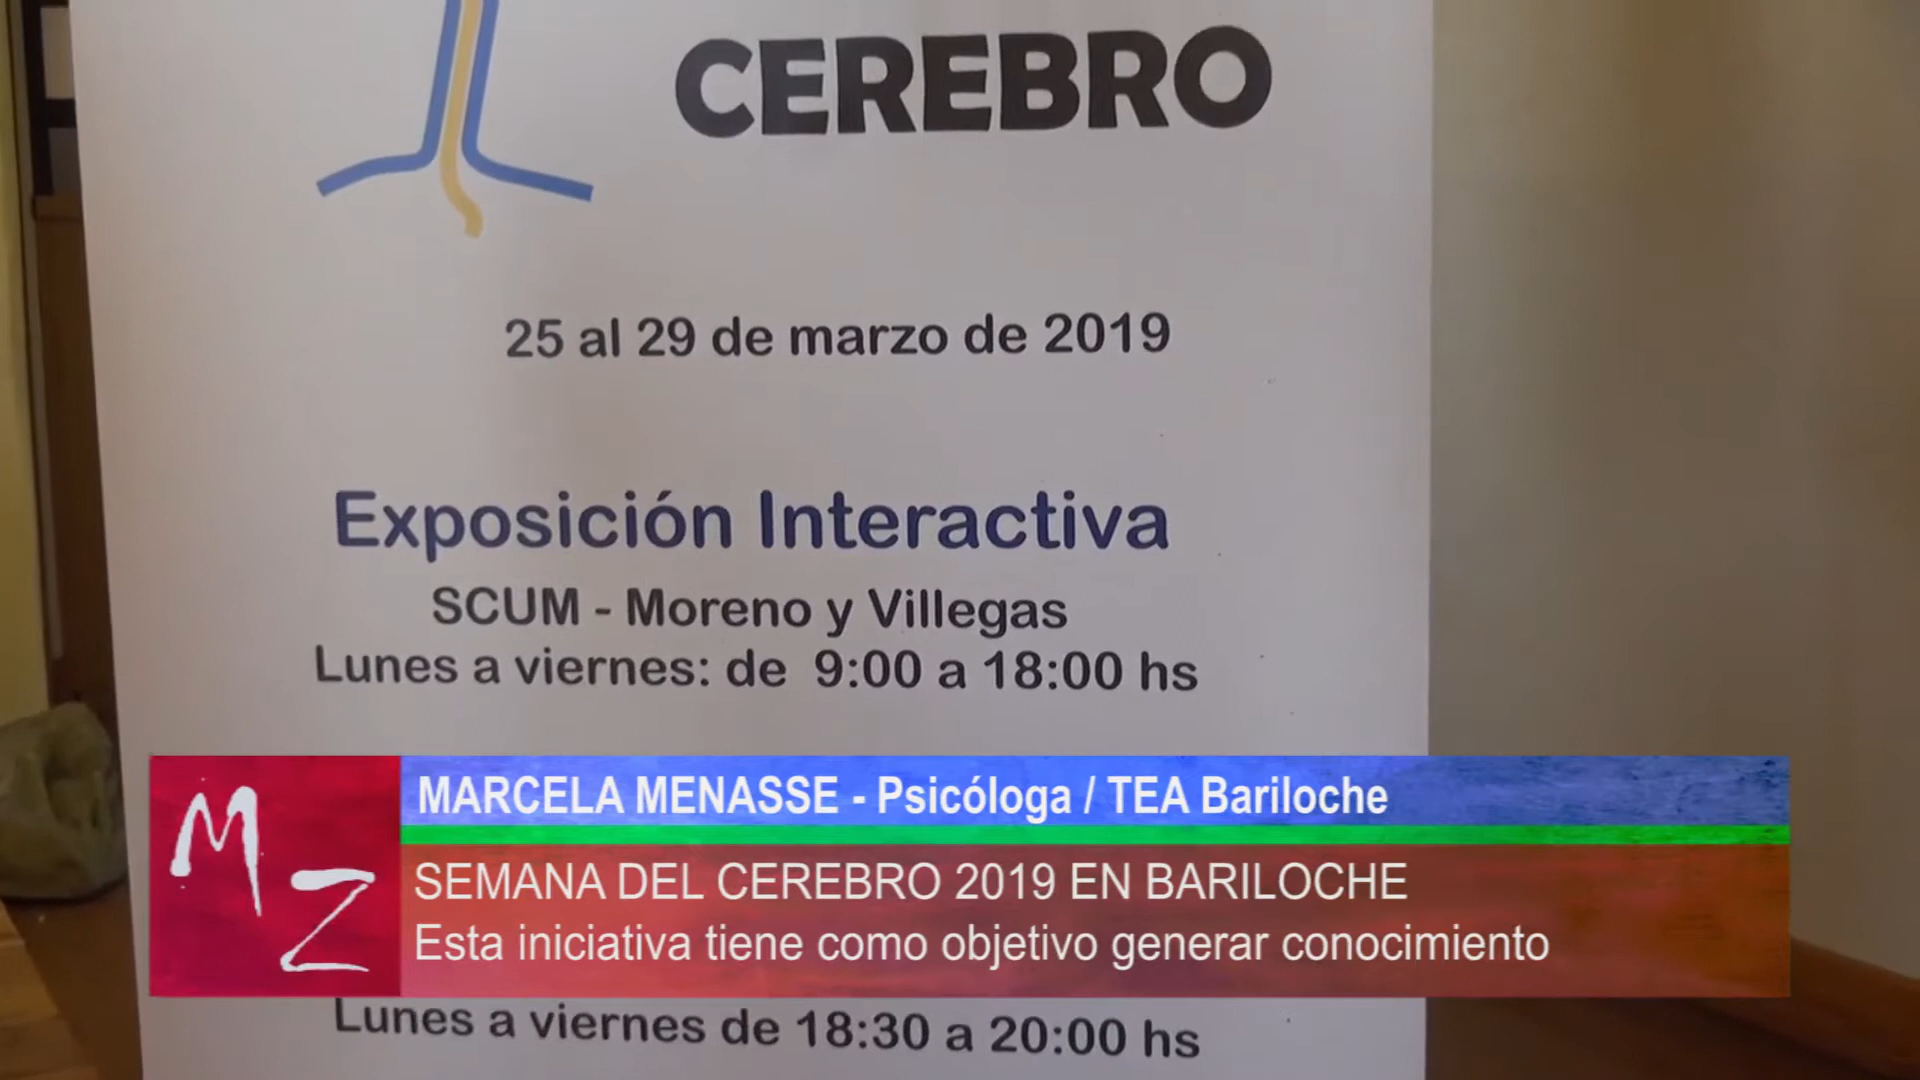 CEREBRO
25 al 29 de marzo de 2019
Exposición Interactiva
SCUM - Moreno y Villegas
Lunes a viernes: de 9:00 a 18:00 hs
MZ
MARCELA MENASSE - Psicóloga / TEA Bariloche
SEMANA DEL CEREBRO 2019 EN BARILOCHE
Esta iniciativa tiene como objetivo generar conocimiento
Lunes a viernes de 18:30 a 20:00 hs